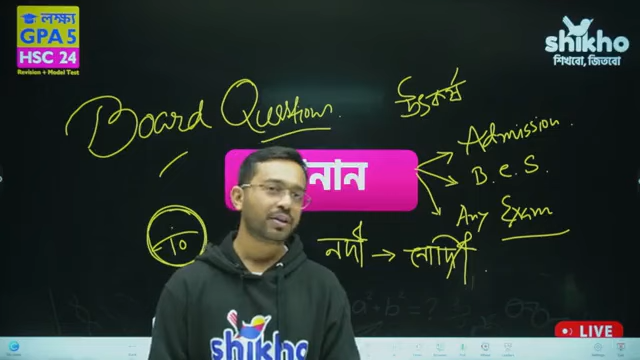 লক্ষ্য
GPA 5
HSC 24
Revision + Model Test
shikho
শিখবো, জিতবো
Board Questions
উৎকর্ষ
Admission
B.C.S.
Any Exam
নান
10
নদী → নোদী
shikho
LIVE